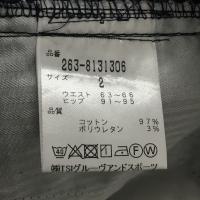 品番
263-8131306
サイズ
2
ウエスト 63-66
ヒップ 91-95
品質
コットン 97%
ポリウレタン 3%
㈱TSIグルーヴアンドスポーツ